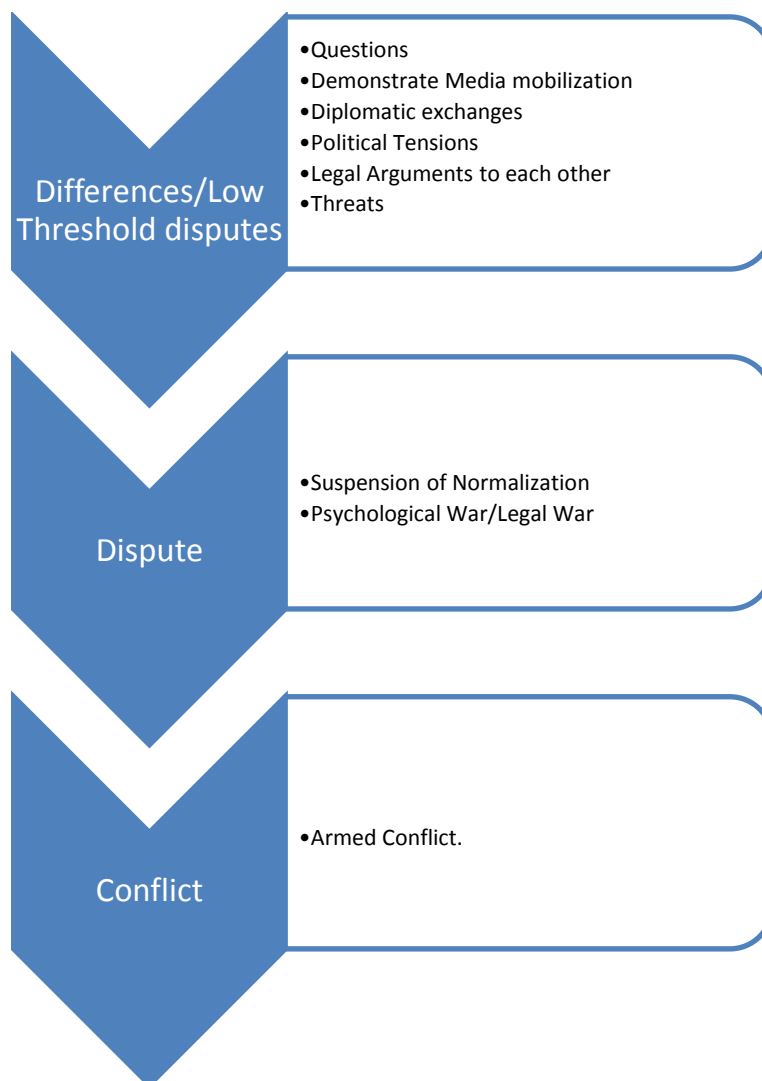 Differences/Low
Threshold disputes
•Questions
•Demonstrate Media mobilization
•Diplomatic exchanges
•Political Tensions
•Legal Arguments to each other
•Threats
Dispute
•Suspension of Normalization
•Psychological War/Legal War
Conflict
•Armed Conflict.